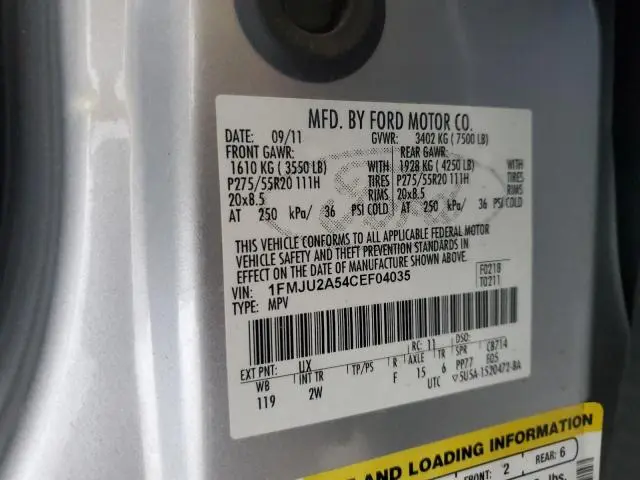 MFD. BY FORD MOTOR CO.
DATE: 09/11 GVWR: 3402 KG ( 7500 LB)
FRONT GAWR: REAR GAWR:
1610 KG ( 3550 LB) WITH 1928 KG ( 4250 LB) WITH
P275/55R20 111H TIRES P275/55R20 111H TIRES
20x8.5 RIMS 20x8.5 RIMS
AT 250 kPa/ 36 PSI COLD AT 250 kPa/ 36 PSI COLD
THIS VEHICLE CONFORMS TO ALL APPLICABLE FEDERAL MOTOR
VEHICLE SAFETY AND THEFT PREVENTION STANDARDS IN
EFFECT ON THE DATE OF MANUFACTURE SHOWN ABOVE.
VIN: 1FMJU2A54CEF04035 F0218
TYPE: MPV T0211
EXT PNT: UX RC: 11 DSO:
WB INT TR TP/PS R AXLE TR SPR CB714
119 2W F 15 6 PP77 E05
UTC ▽5U5A-1520472-BA
AND LOADING INFORMATION
FRONT: 2 REAR: 6
lbs.